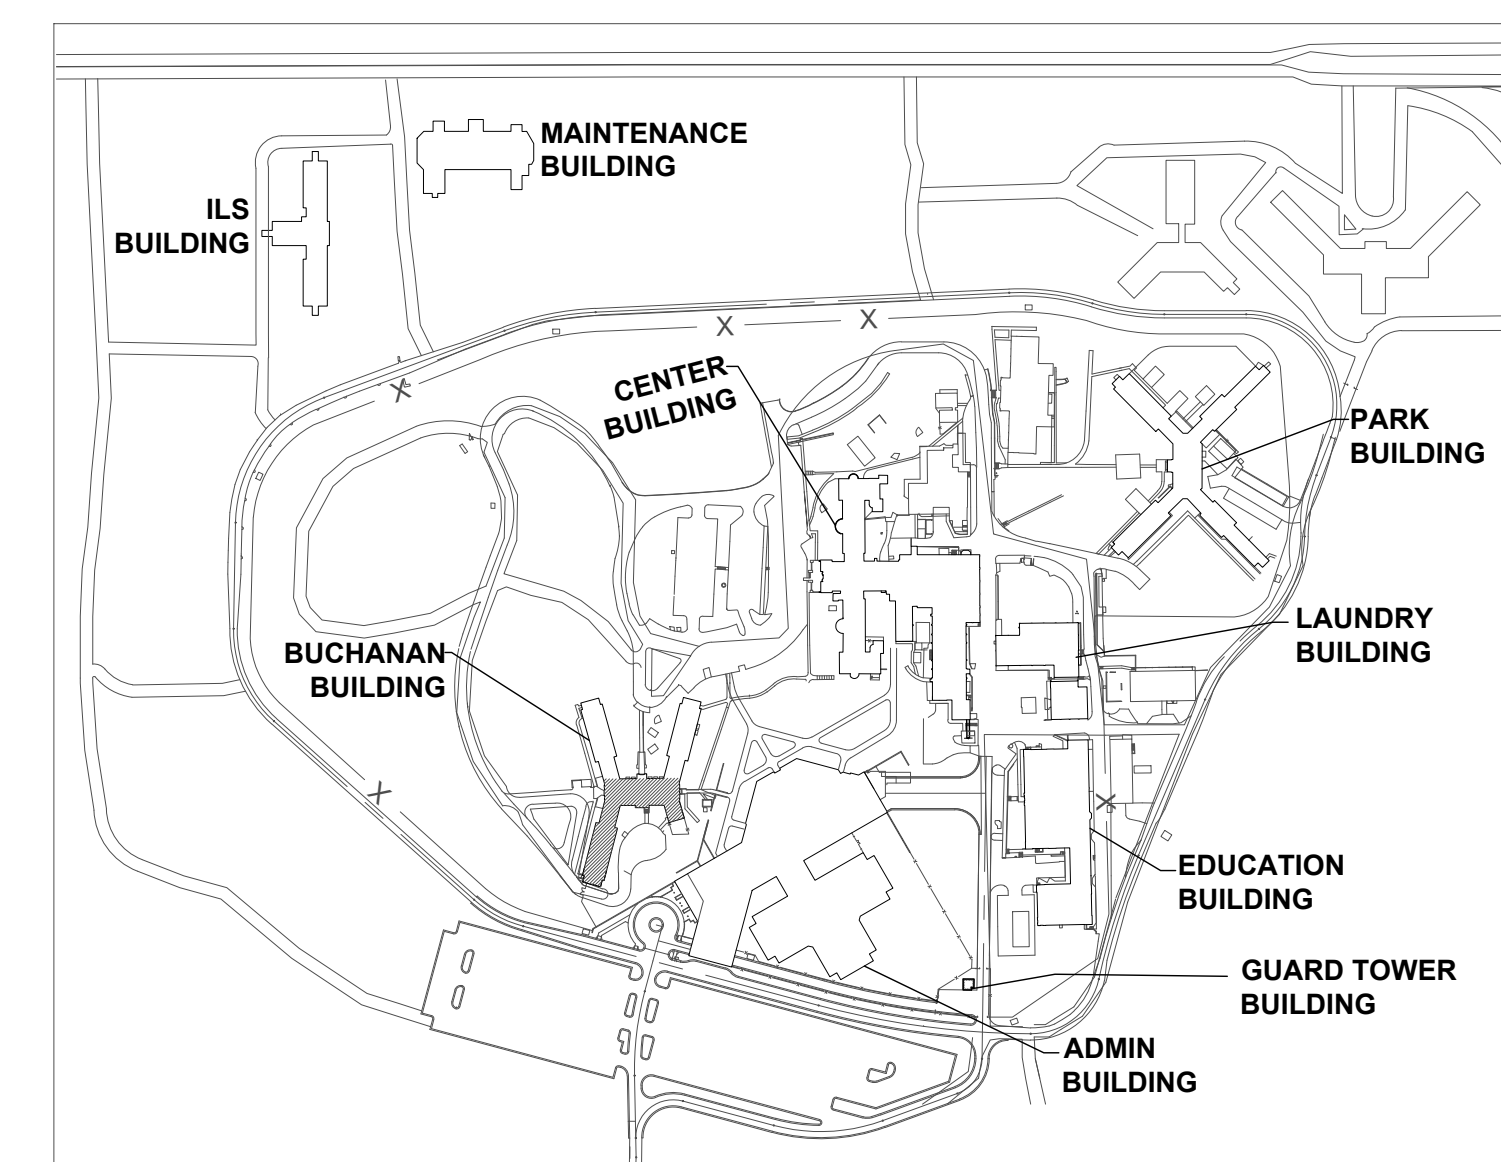 MAINTENANCE
BUILDING
ILS
BUILDING
X
X
X
CENTER
BUILDING
PARK
BUILDING
LAUNDRY
BUILDING
BUCHANAN
BUILDING
X
X
EDUCATION
BUILDING
GUARD TOWER
BUILDING
ADMIN
BUILDING